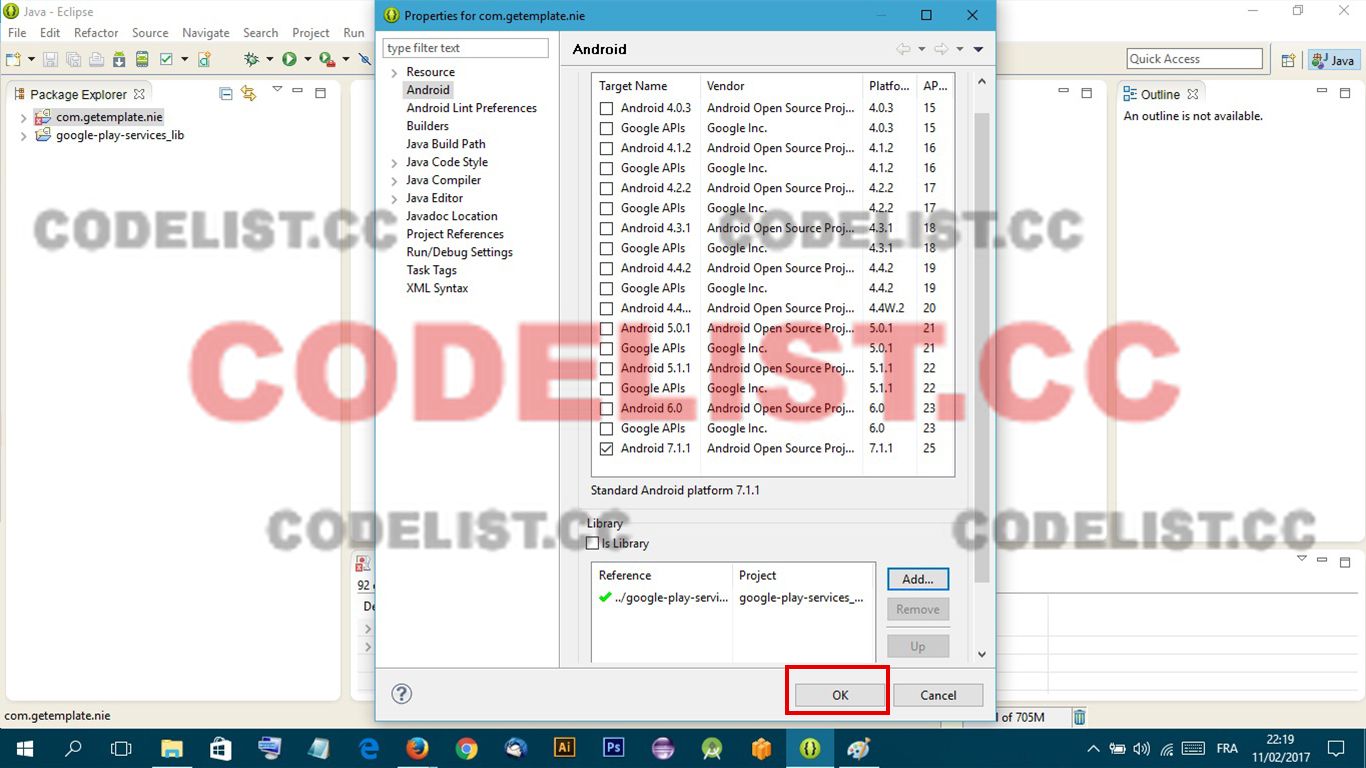 Java - Eclipse
File Edit Refactor Source Navigate Search Project Run
Quick Access
Java
Package Explorer
com.getemplate.nie
google-play-services_lib
Properties for com.getemplate.nie
type filter text
Resource
Android
Android Lint Preferences
Builders
Java Build Path
Java Code Style
Java Compiler
Java Editor
Javadoc Location
Project References
Run/Debug Settings
Task Tags
XML Syntax
Android
Target Name Vendor Platfo... AP...
Android 4.0.3 Android Open Source Proj... 4.0.3 15
Google APIs Google Inc. 4.0.3 15
Android 4.1.2 Android Open Source Proj... 4.1.2 16
Google APIs Google Inc. 4.1.2 16
Android 4.2.2 Android Open Source Proj... 4.2.2 17
Google APIs Google Inc. 4.2.2 17
Android 4.3.1 Android Open Source Proj... 4.3.1 18
Google APIs Google Inc. 4.3.1 18
Android 4.4.2 Android Open Source Proj... 4.4.2 19
Google APIs Google Inc. 4.4.2 19
Android 4.4... Android Open Source Proj... 4.4W.2 20
Android 5.0.1 Android Open Source Proj... 5.0.1 21
Google APIs Google Inc. 5.0.1 21
Android 5.1.1 Android Open Source Proj... 5.1.1 22
Google APIs Google Inc. 5.1.1 22
Android 6.0 Android Open Source Proj... 6.0 23
Google APIs Google Inc. 6.0 23
Android 7.1.1 Android Open Source Proj... 7.1.1 25
Standard Android platform 7.1.1
Library
Is Library
Reference Project
../google-play-servi... google-play-services_...
Add...
Remove
Up
OK
Cancel
Outline
An outline is not available.
CODELIST.CC
CODELIST.CC
CODELIST.CC
CODELIST.CC
CODELIST.CC
92
De
com.getemplate.nie
of 705M
Ai
Ps
FRA
22:19
11/02/2017